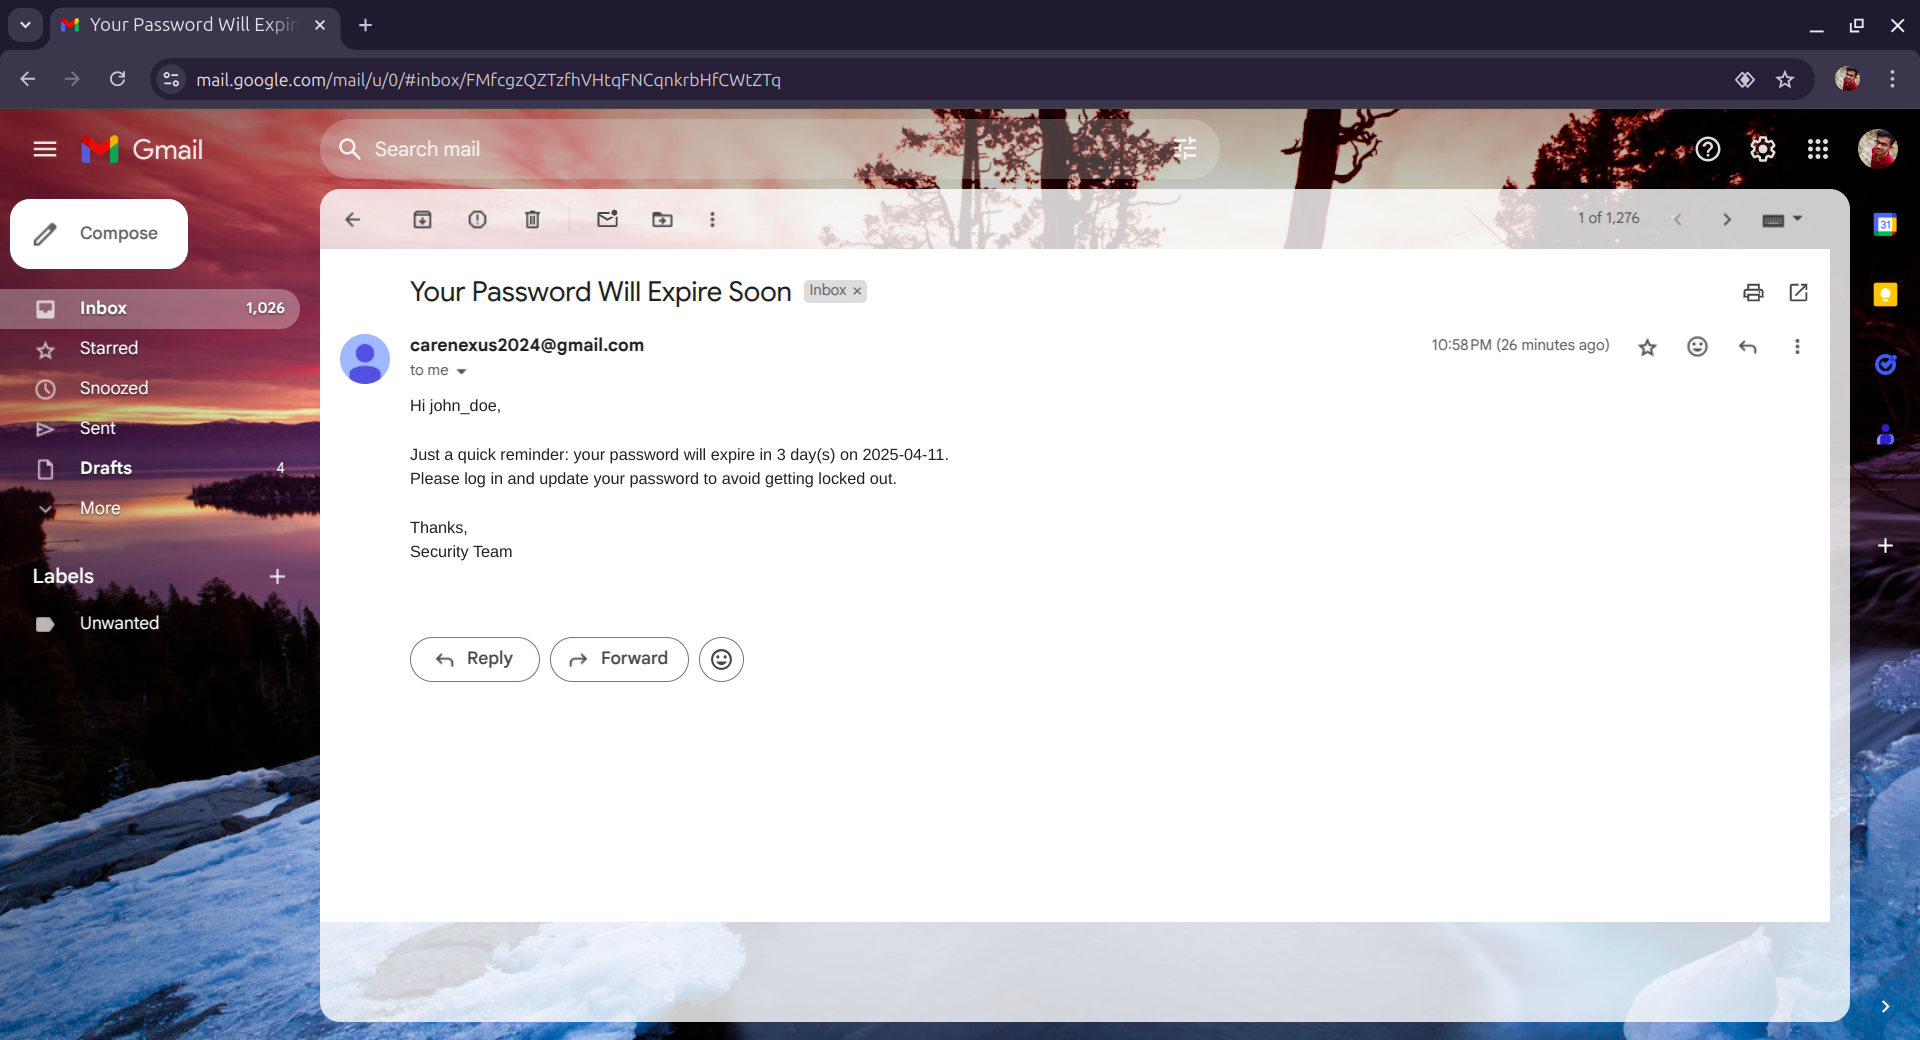 Your Password Will Expir
mail.google.com/mail/u/0/#inbox/FMfcgzQZTzfhVHtqFNCqnkrbHfCWtZTq
Gmail
Search mail
Compose
1 of 1,276
31
Inbox 1,026
Starred
Snoozed
Sent
Drafts 4
More
Labels
Unwanted
Your Password Will Expire Soon Inbox ×
carenexus2024@gmail.com 10:58 PM (26 minutes ago)
to me
Hi john_doe,
Just a quick reminder: your password will expire in 3 day(s) on 2025-04-11.
Please log in and update your password to avoid getting locked out.
Thanks,
Security Team
Reply Forward